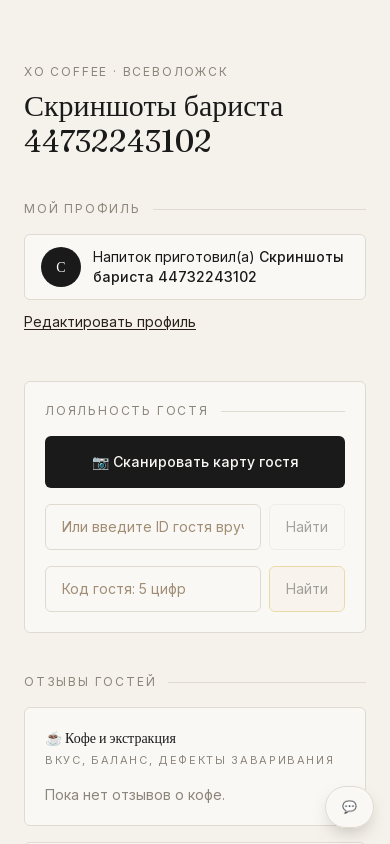 XO COFFEE · ВСЕВОЛОЖСК
Скриншоты бариста
44732243102
МОЙ ПРОФИЛЬ
С
Напиток приготовил(а) Скриншоты
бариста 44732243102
Редактировать профиль
ЛОЯЛЬНОСТЬ ГОСТЯ
📷 Сканировать карту гостя
Или введите ID гостя вруч
Найти
Код гостя: 5 цифр
Найти
ОТЗЫВЫ ГОСТЕЙ
☕ Кофе и экстракция
ВКУС, БАЛАНС, ДЕФЕКТЫ ЗАВАРИВАНИЯ
Пока нет отзывов о кофе.